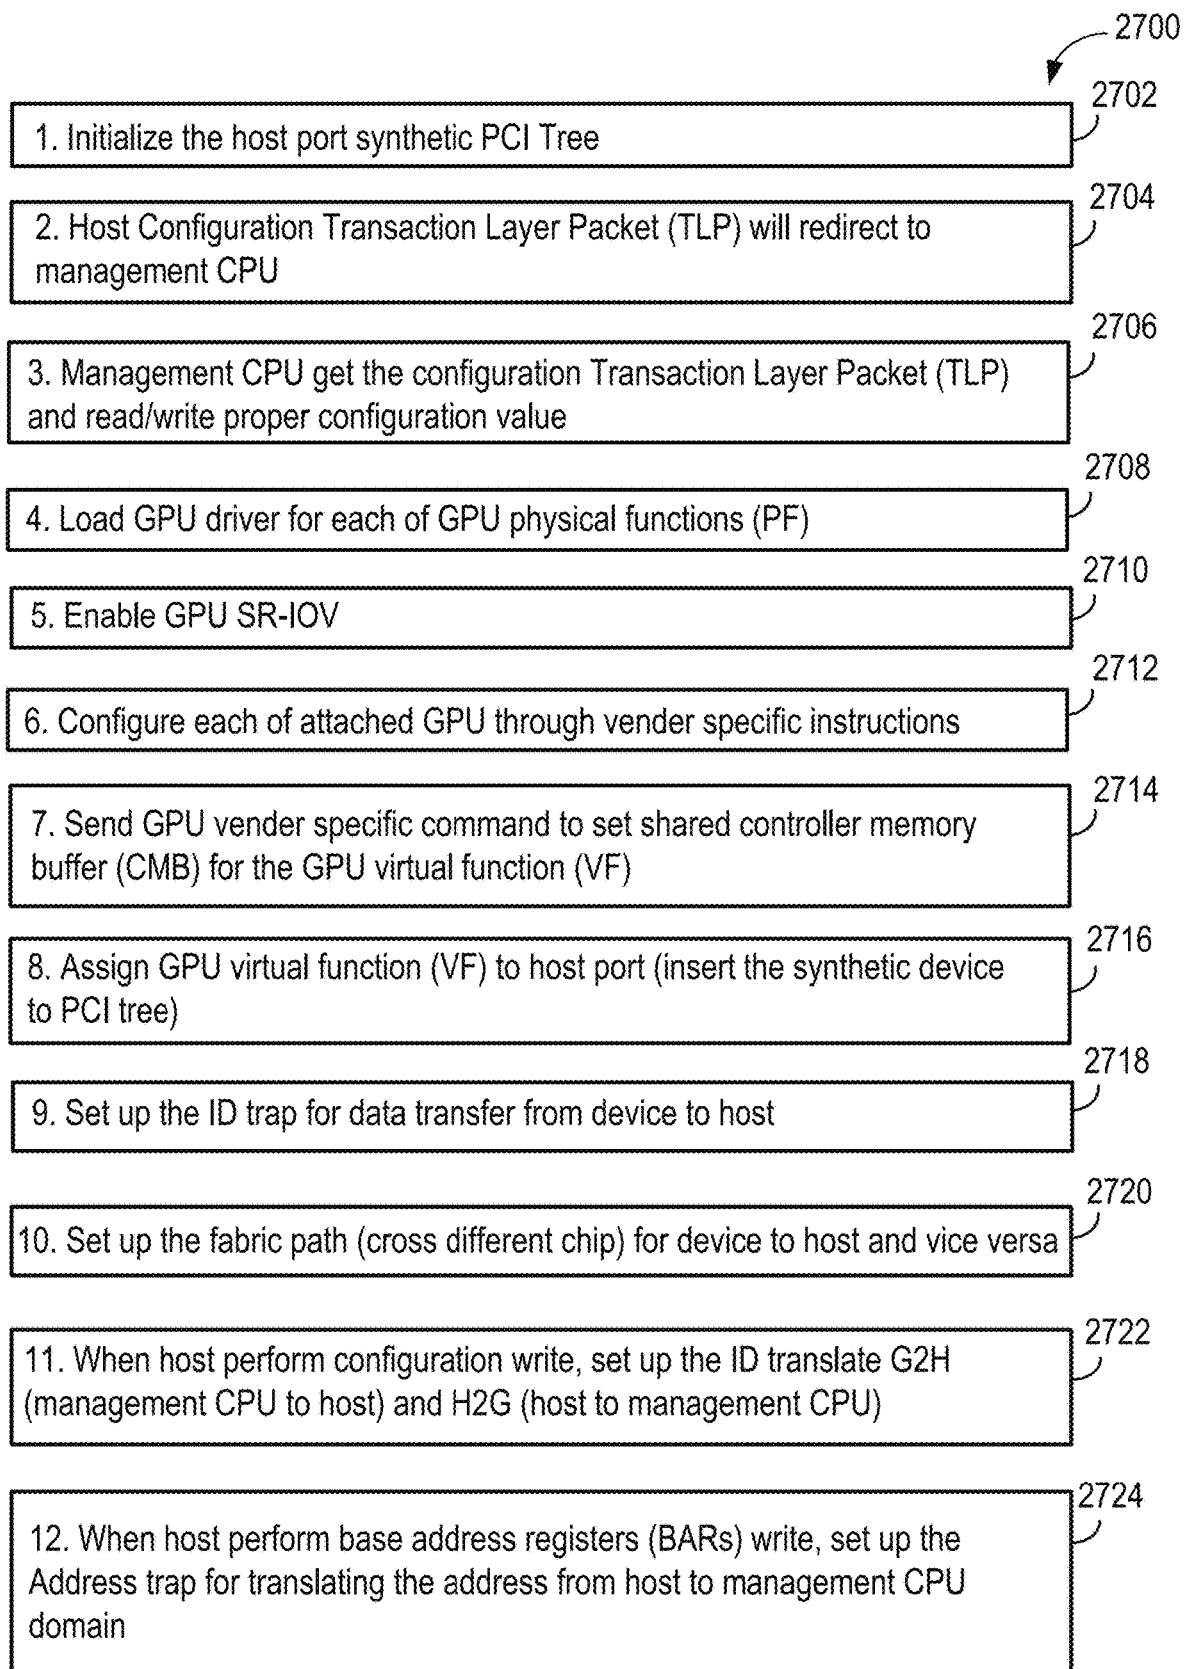 2700
2702
1. Initialize the host port synthetic PCI Tree
2704
2. Host Configuration Transaction Layer Packet (TLP) will redirect to
management CPU
2706
3. Management CPU get the configuration Transaction Layer Packet (TLP)
and read/write proper configuration value
2708
4. Load GPU driver for each of GPU physical functions (PF)
2710
5. Enable GPU SR-IOV
2712
6. Configure each of attached GPU through vender specific instructions
2714
7. Send GPU vender specific command to set shared controller memory
buffer (CMB) for the GPU virtual function (VF)
2716
8. Assign GPU virtual function (VF) to host port (insert the synthetic device
to PCI tree)
2718
9. Set up the ID trap for data transfer from device to host
2720
10. Set up the fabric path (cross different chip) for device to host and vice versa
2722
11. When host perform configuration write, set up the ID translate G2H
(management CPU to host) and H2G (host to management CPU)
2724
12. When host perform base address registers (BARs) write, set up the
Address trap for translating the address from host to management CPU
domain